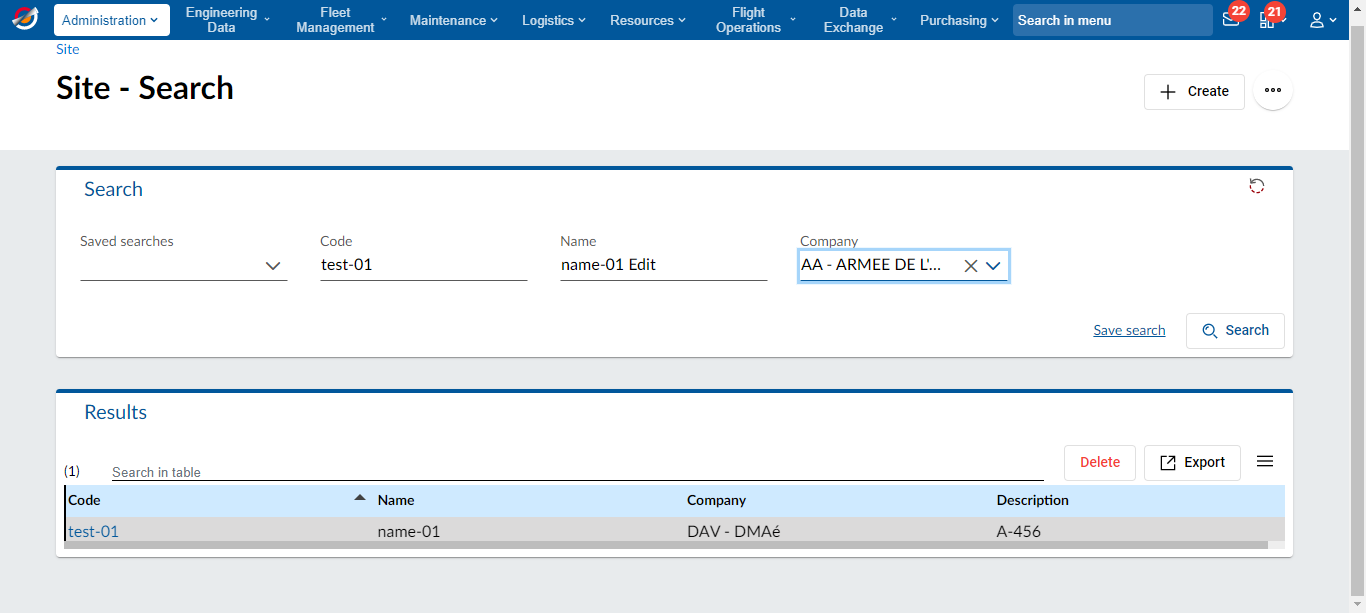 Administration
Engineering
Data
Fleet
Management
Maintenance
Logistics
Resources
Flight
Operations
Data
Exchange
Purchasing
Search in menu
22
21
Site
Site - Search
Create
Search
Saved searches
Code
Name
Company
test-01
name-01 Edit
AA - ARMEE DE L'...
Save search
Search
Results
(1)
Search in table
Delete
Export
Code Name Company Description
test-01 name-01 DAV - DMAé A-456